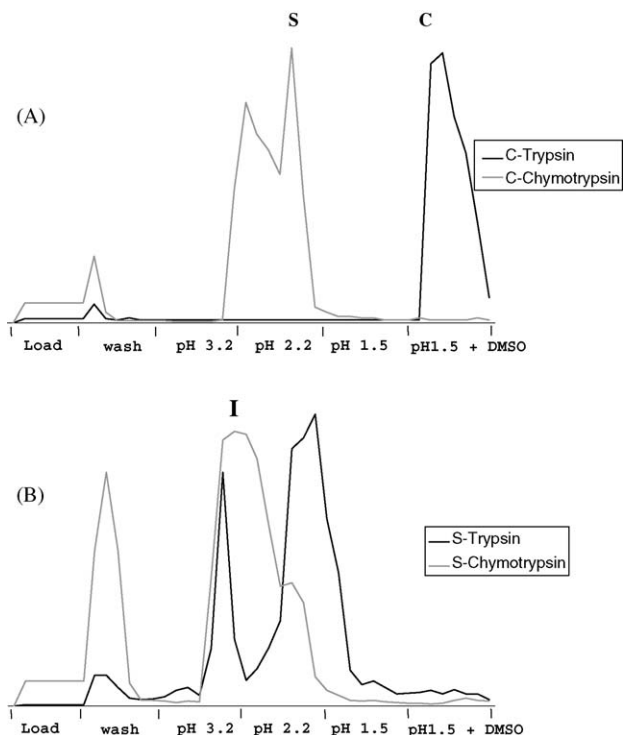 S C
(A)
C-Trypsin
C-Chymotrypsin
Load wash pH 3.2 pH 2.2 pH 1.5 pH1.5 + DMSO
I
(B)
S-Trypsin
S-Chymotrypsin
Load wash pH 3.2 pH 2.2 pH 1.5 pH1.5 + DMSO